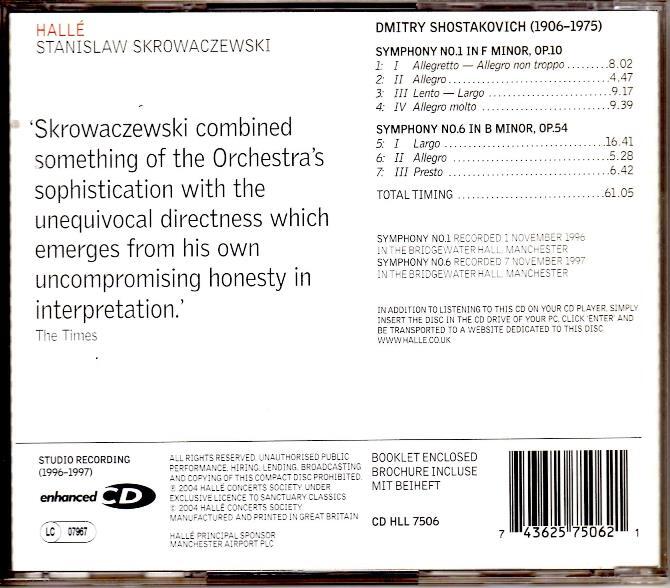 HALLÉ
STANISLAW SKROWACZEWSKI
'Skrowaczewski combined
something of the Orchestra's
sophistication with the
unequivocal directness which
emerges from his own
uncompromising honesty in
interpretation.'
The Times
DMITRY SHOSTAKOVICH (1906–1975)
SYMPHONY NO.1 IN F MINOR, OP.10
1: I Allegretto — Allegro non troppo ........8.02
2: II Allegro ........4.47
3: III Lento — Largo ........9.17
4: IV Allegro molto ........9.39
SYMPHONY NO.6 IN B MINOR, OP.54
5: I Largo ........16.41
6: II Allegro ........5.28
7: III Presto ........6.42
TOTAL TIMING ........61.05
SYMPHONY NO.1 RECORDED 1 NOVEMBER 1996
IN THE BRIDGEWATER HALL, MANCHESTER
SYMPHONY NO.6 RECORDED 7 NOVEMBER 1997
IN THE BRIDGEWATER HALL, MANCHESTER
IN ADDITION TO LISTENING TO THIS CD ON YOUR CD PLAYER, SIMPLY
INSERT THE DISC IN THE CD DRIVE OF YOUR PC, CLICK 'ENTER' AND
BE TRANSPORTED TO A WEBSITE DEDICATED TO THIS DISC.
WWW.HALLE.CO.UK
STUDIO RECORDING
(1996–1997)
enhanced CD
LC 07967
ALL RIGHTS RESERVED. UNAUTHORISED PUBLIC
PERFORMANCE, HIRING, LENDING, BROADCASTING
AND COPYING OF THIS COMPACT DISC PROHIBITED.
℗ 2004 HALLÉ CONCERTS SOCIETY UNDER
EXCLUSIVE LICENCE TO SANCTUARY CLASSICS
© 2004 HALLÉ CONCERTS SOCIETY
MANUFACTURED AND PRINTED IN GREAT BRITAIN
HALLÉ PRINCIPAL SPONSOR
MANCHESTER AIRPORT PLC
BOOKLET ENCLOSED
BROCHURE INCLUSE
MIT BEIHEFT
CD HLL 7506
7 43625 75062 1